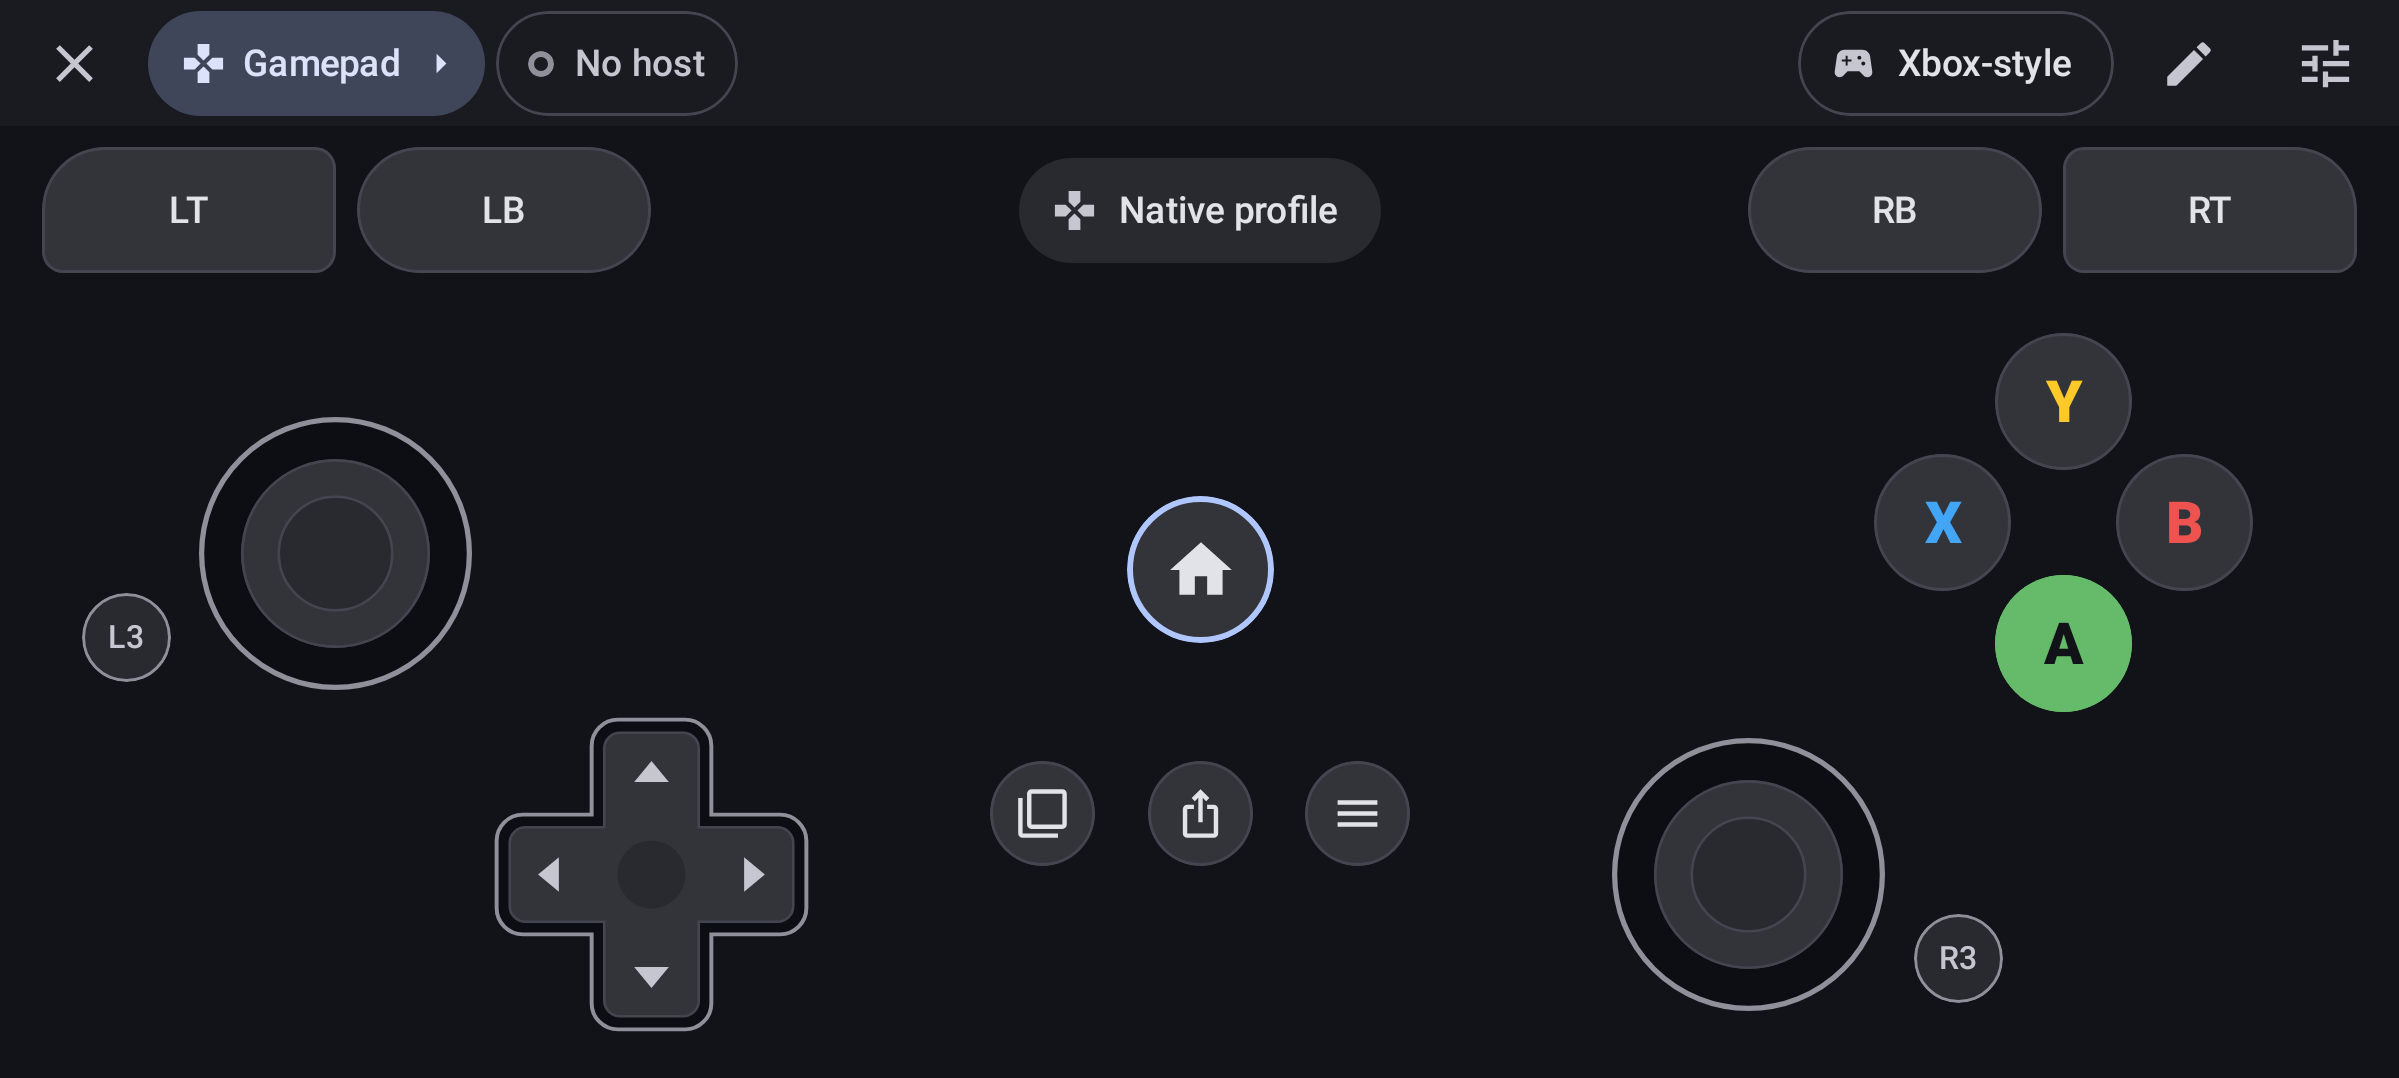 Gamepad
No host
Xbox-style
LT
LB
Native profile
RB
RT
Y
X
B
A
L3
R3